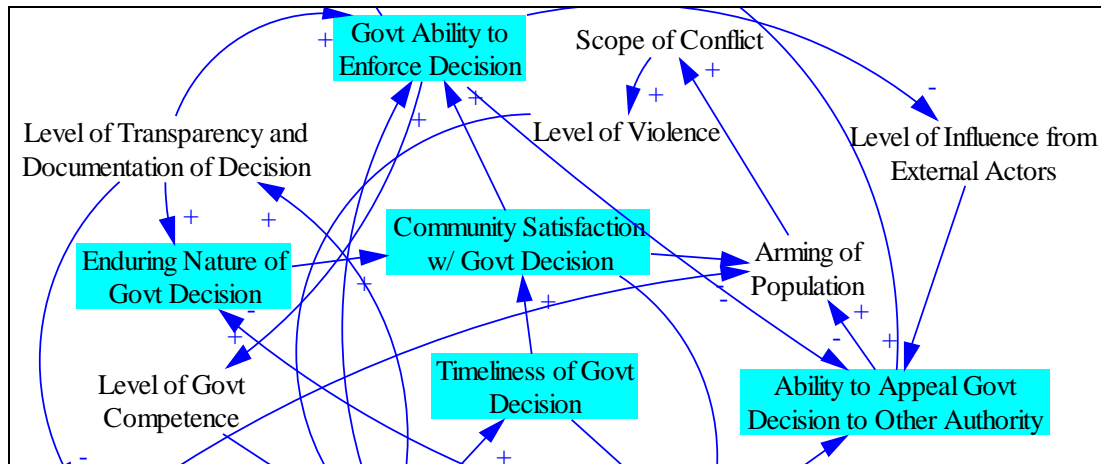 Govt Ability to
Enforce Decision
Scope of Conflict
+
+
-
+
+
+
Level of Violence
Level of Transparency and
Documentation of Decision
Level of Influence from
External Actors
+
+
+
Community Satisfaction
w/ Govt Decision
Enduring Nature of
Govt Decision
Arming of
Population
+
-
-
+
-
+
+
-
+
Level of Govt
Competence
Timeliness of Govt
Decision
Ability to Appeal Govt
Decision to Other Authority
-
+